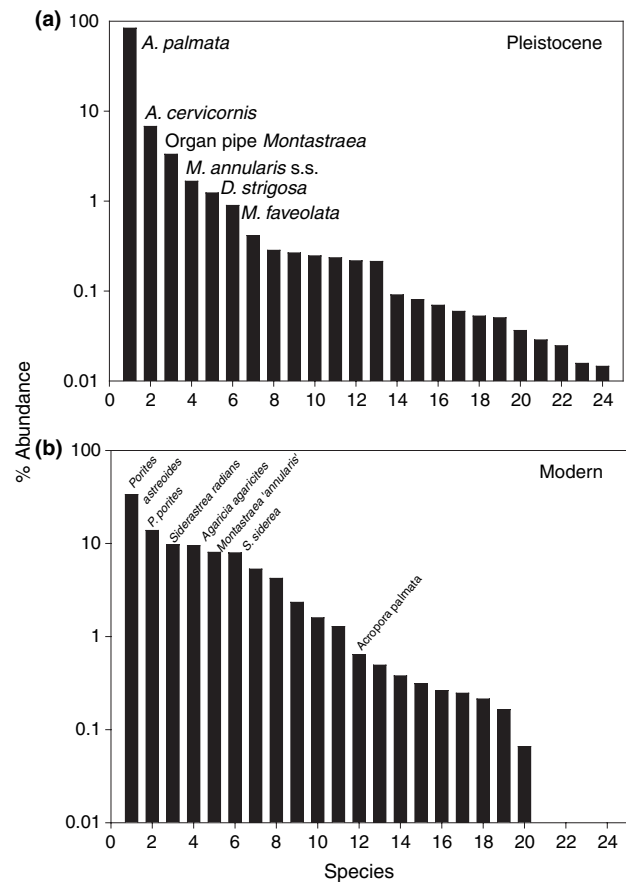 (a)
Pleistocene
100
10
1
0.1
0.01
A. palmata
A. cervicornis
Organ pipe Montastraea
M. annularis s.s.
D. strigosa
M. faveolata
0 2 4 6 8 10 12 14 16 18 20 22 24
% Abundance
(b)
Modern
100
10
1
0.1
0.01
Porites
astreoides
P. porites
Siderastrea radians
Agaricia agaricites
Montastraea 'annularis'
S. siderea
Acropora palmata
0 2 4 6 8 10 12 14 16 18 20 22 24
Species